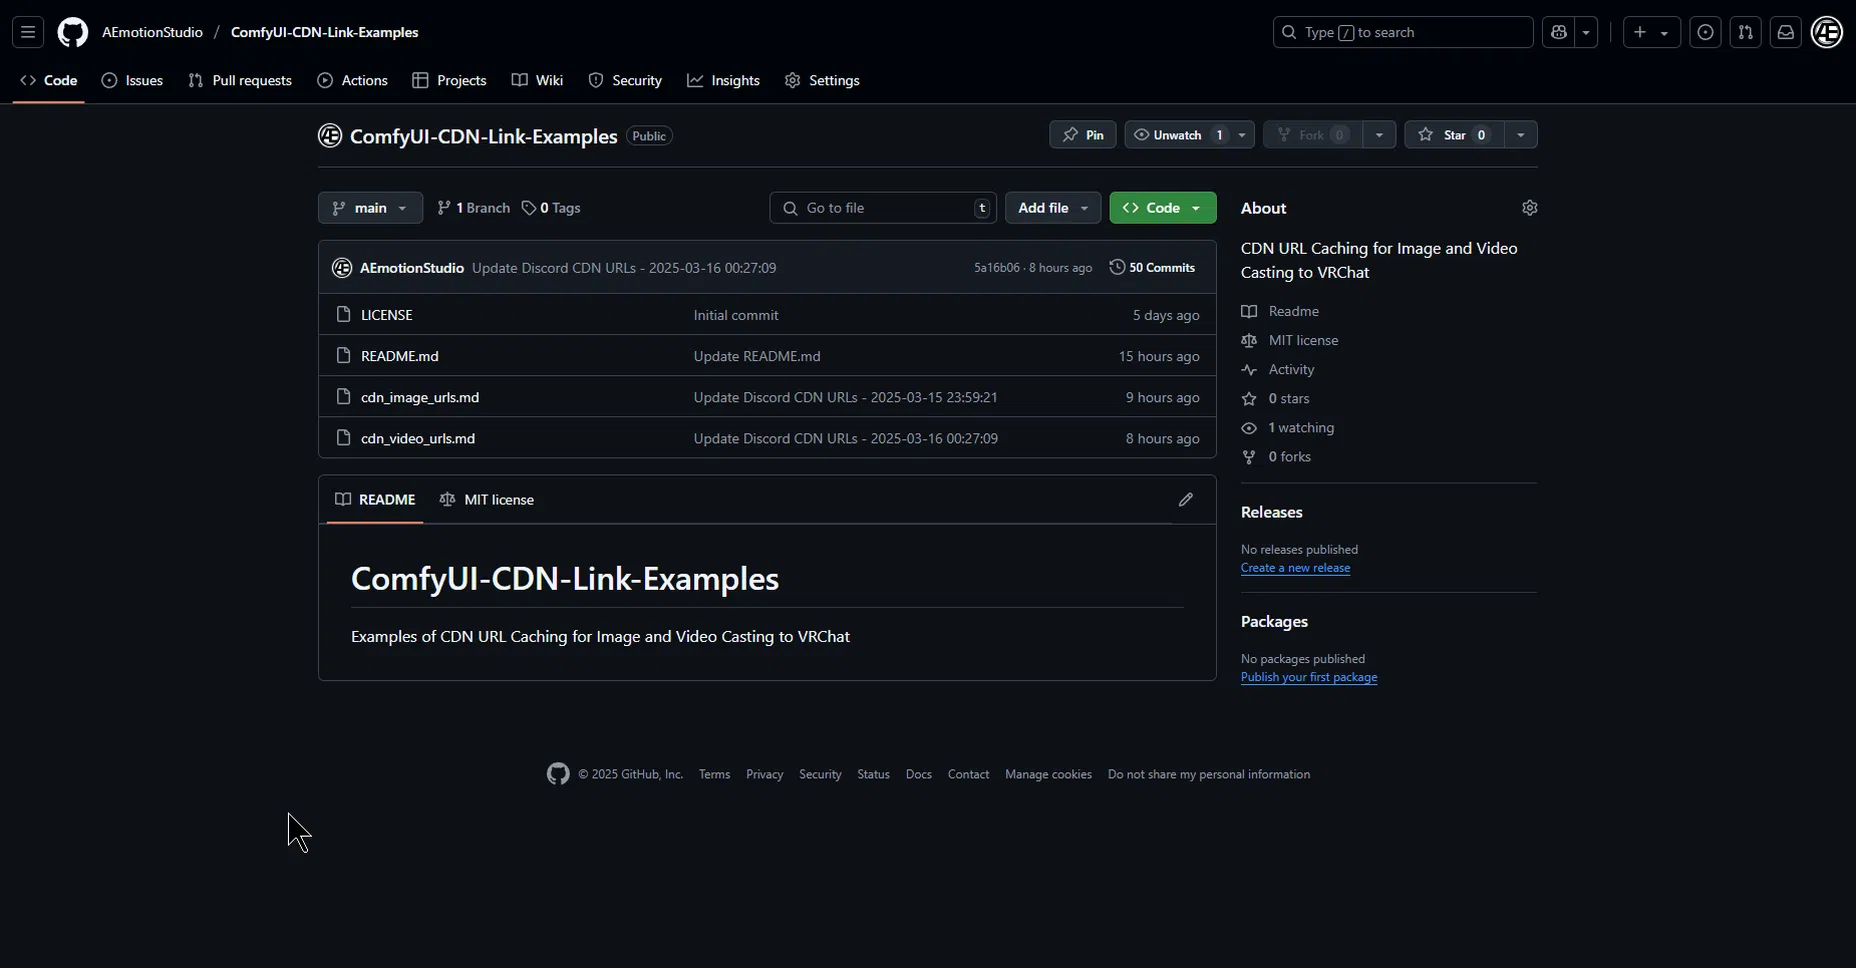 AEmotionStudio / ComfyUI-CDN-Link-Examples
Type / to search
Code Issues Pull requests Actions Projects Wiki Security Insights Settings
ComfyUI-CDN-Link-Examples Public
Pin Unwatch 1 Fork 0 Star 0
main 1 Branch 0 Tags Go to file t Add file Code
AEmotionStudio Update Discord CDN URLs - 2025-03-16 00:27:09 5a16b06 · 8 hours ago 50 Commits
LICENSE Initial commit 5 days ago
README.md Update README.md 15 hours ago
cdn_image_urls.md Update Discord CDN URLs - 2025-03-15 23:59:21 9 hours ago
cdn_video_urls.md Update Discord CDN URLs - 2025-03-16 00:27:09 8 hours ago
README MIT license
ComfyUI-CDN-Link-Examples
Examples of CDN URL Caching for Image and Video Casting to VRChat
About
CDN URL Caching for Image and Video
Casting to VRChat
Readme
MIT license
Activity
0 stars
1 watching
0 forks
Releases
No releases published
Create a new release
Packages
No packages published
Publish your first package
© 2025 GitHub, Inc. Terms Privacy Security Status Docs Contact Manage cookies Do not share my personal information